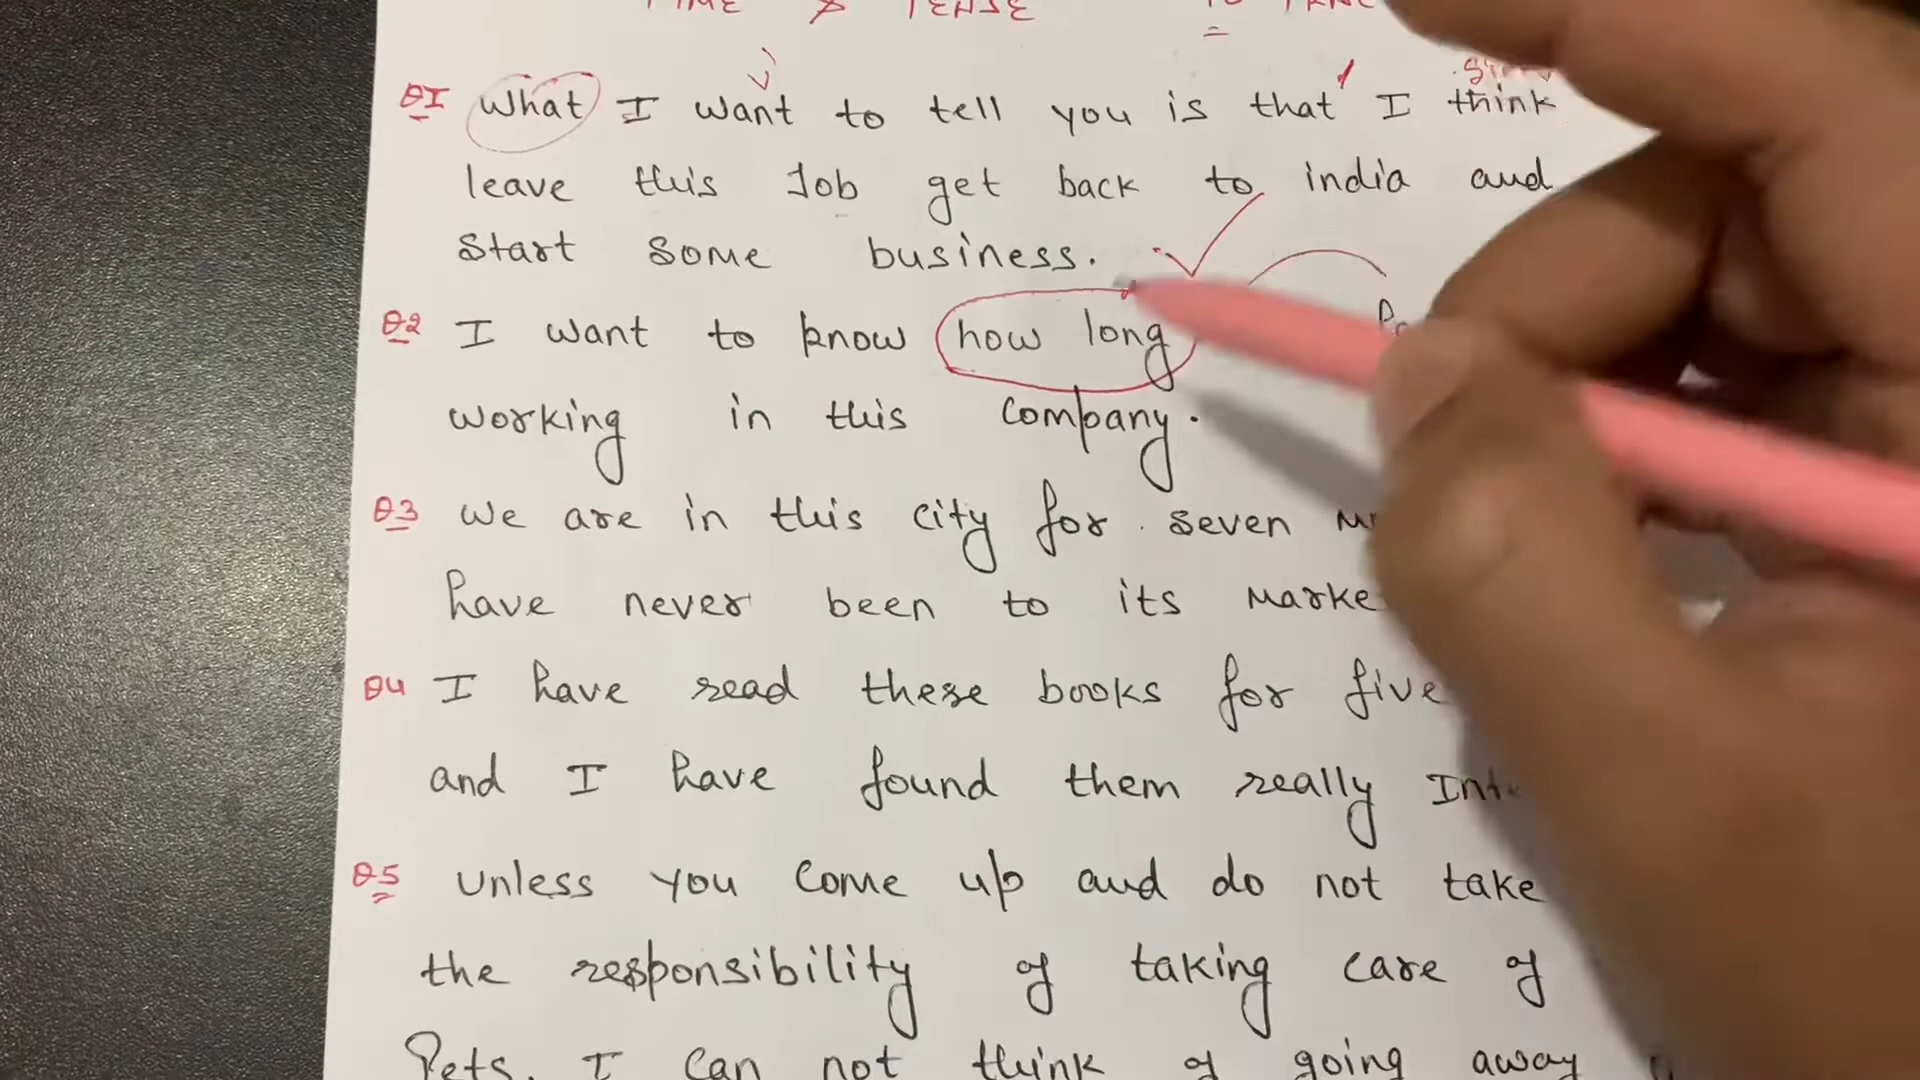 TIME & TENSE
Q1 What I want to tell you is that I think
leave this Job get back to india and
start some business.
Q2 I want to know how long
working in this company.
Q3 We are in this city for seven
have never been to its
Q4 I have read these books for five
and I have found them really
Q5 Unless you come up and do not take
the responsibility of taking care of
Pets. I can not think of going away